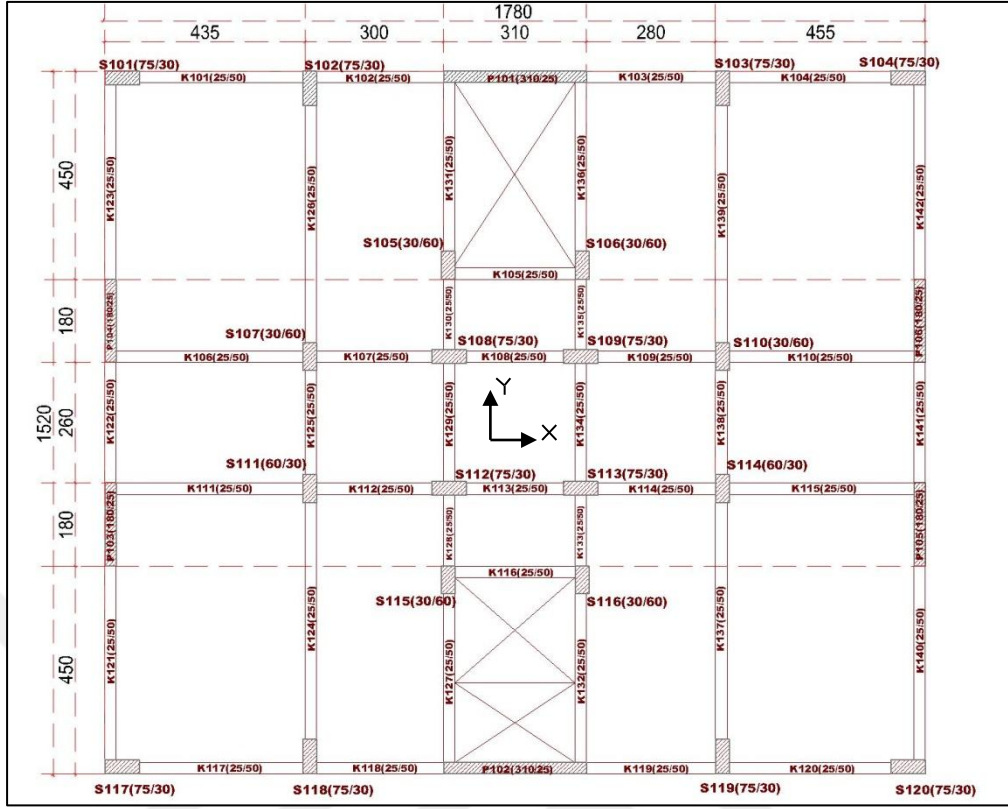 1780
435 300 310 280 455
S101(75/30) S102(75/30) S103(75/30) S104(75/30)
K101(25/50) K102(25/50) P101(310/25) K103(25/50) K104(25/50)
450
K123(25/50) K126(25/50) K131(25/50) K136(25/50) K139(25/50) K142(25/50)
S105(30/60) S106(30/60)
K105(25/50)
180
P104(180/25) K130(25/50) K135(25/50) P106(180/25)
S107(30/60) S108(75/30) S109(75/30) S110(30/60)
K106(25/50) K107(25/50) K108(25/50) K109(25/50) K110(25/50)
1520
260
K122(25/50) K125(25/50) K129(25/50) K134(25/50) K138(25/50) K141(25/50)
Y
X
S111(60/30) S112(75/30) S113(75/30) S114(60/30)
K111(25/50) K112(25/50) K113(25/50) K114(25/50) K115(25/50)
180
P103(180/25) K128(25/50) K133(25/50) P105(180/25)
K116(25/50)
S115(30/60) S116(30/60)
450
K121(25/50) K124(25/50) K127(25/50) K132(25/50) K137(25/50) K140(25/50)
K117(25/50) K118(25/50) P102(310/25) K119(25/50) K120(25/50)
S117(75/30) S118(75/30) S119(75/30) S120(75/30)